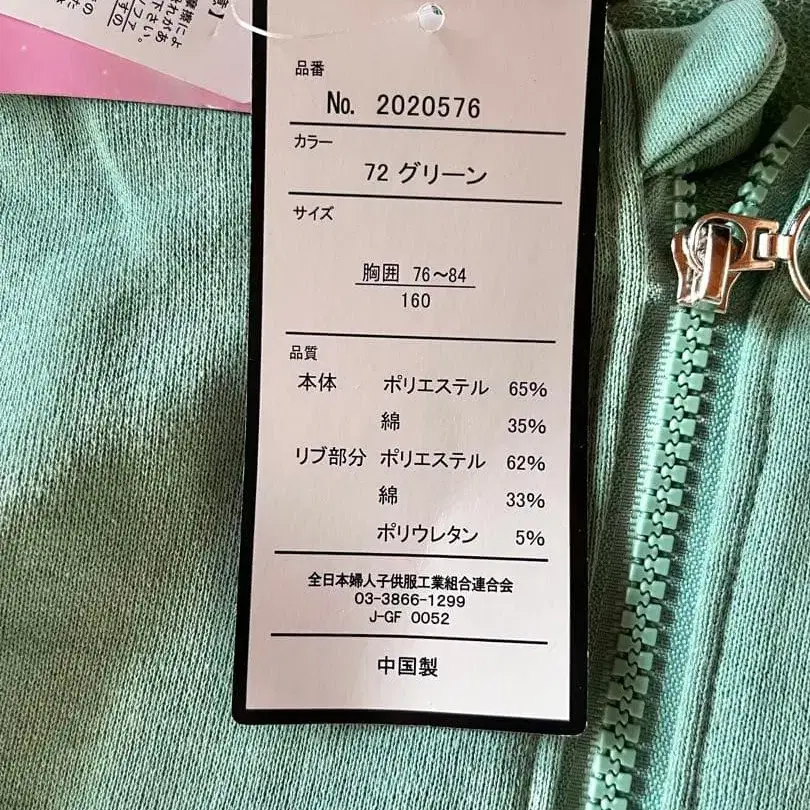 品番
No. 2020576
カラー
72 グリーン
サイズ
胸囲 76〜84
160
品質
本体 ポリエステル 65%
綿 35%
リブ部分 ポリエステル 62%
綿 33%
ポリウレタン 5%
全日本婦人子供服工業組合連合会
03-3866-1299
J-GF 0052
中国製